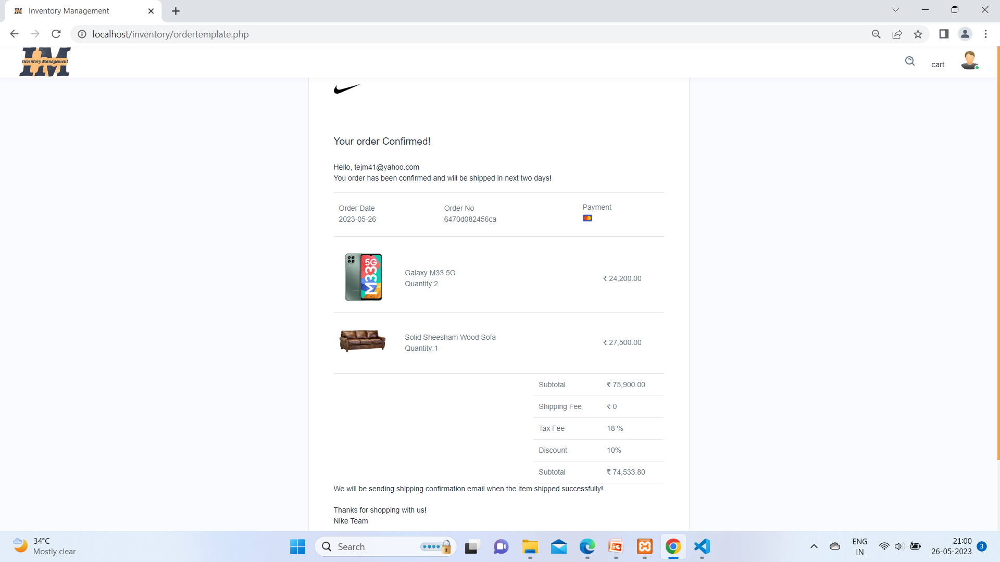 Inventory Management
localhost/inventory/ordertemplate.php
IM
Inventory Management
cart
Your order Confirmed!
Hello, tejm41@yahoo.com
You order has been confirmed and will be shipped in next two days!
Order Date
2023-05-26
Order No
6470d082456ca
Payment
5G
M33
Galaxy M33 5G
Quantity:2
₹ 24,200.00
Solid Sheesham Wood Sofa
Quantity:1
₹ 27,500.00
Subtotal ₹ 75,900.00
Shipping Fee ₹ 0
Tax Fee 18 %
Discount 10%
Subtotal ₹ 74,533.80
We will be sending shipping confirmation email when the item shipped successfully!
Thanks for shopping with us!
Nike Team
34°C
Mostly clear
Search
ENG
IN
21:00
26-05-2023
3